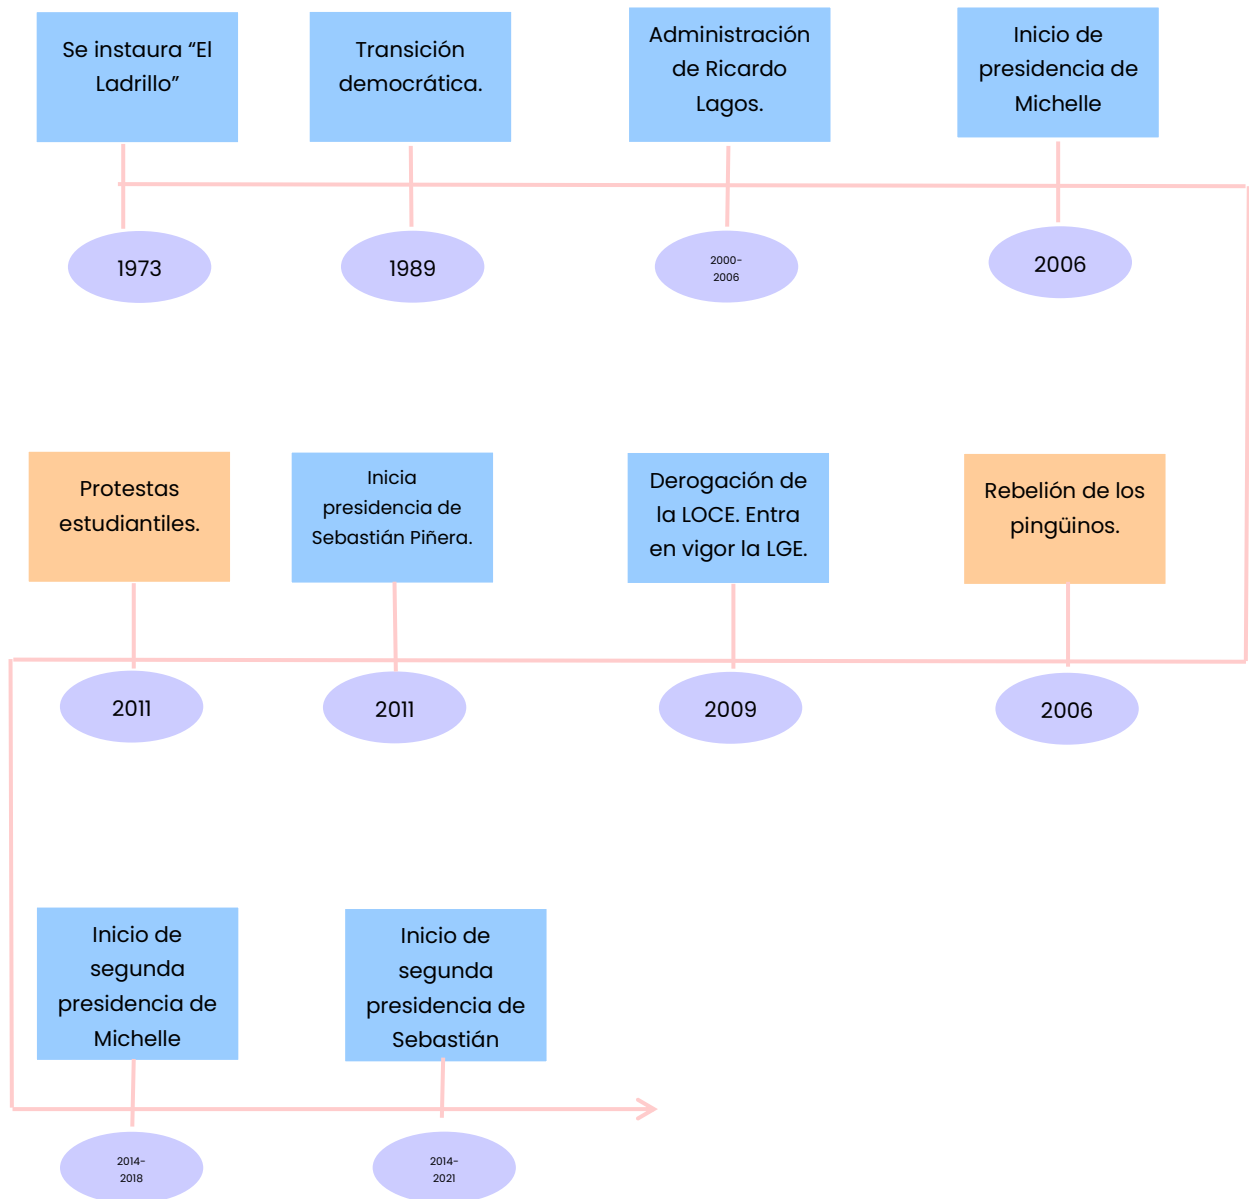 Se instaura “El
Ladrillo”
Transición
democrática.
Administración
de Ricardo
Lagos.
Inicio de
presidencia de
Michelle
1973
1989
2000-
2006
2006
Protestas
estudiantiles.
Inicia
presidencia de
Sebastián Piñera.
Derogación de
la LOCE. Entra
en vigor la LGE.
Rebelión de los
pingüinos.
2011
2011
2009
2006
Inicio de
segunda
presidencia de
Michelle
Inicio de
segunda
presidencia de
Sebastián
2014-
2018
2014-
2021